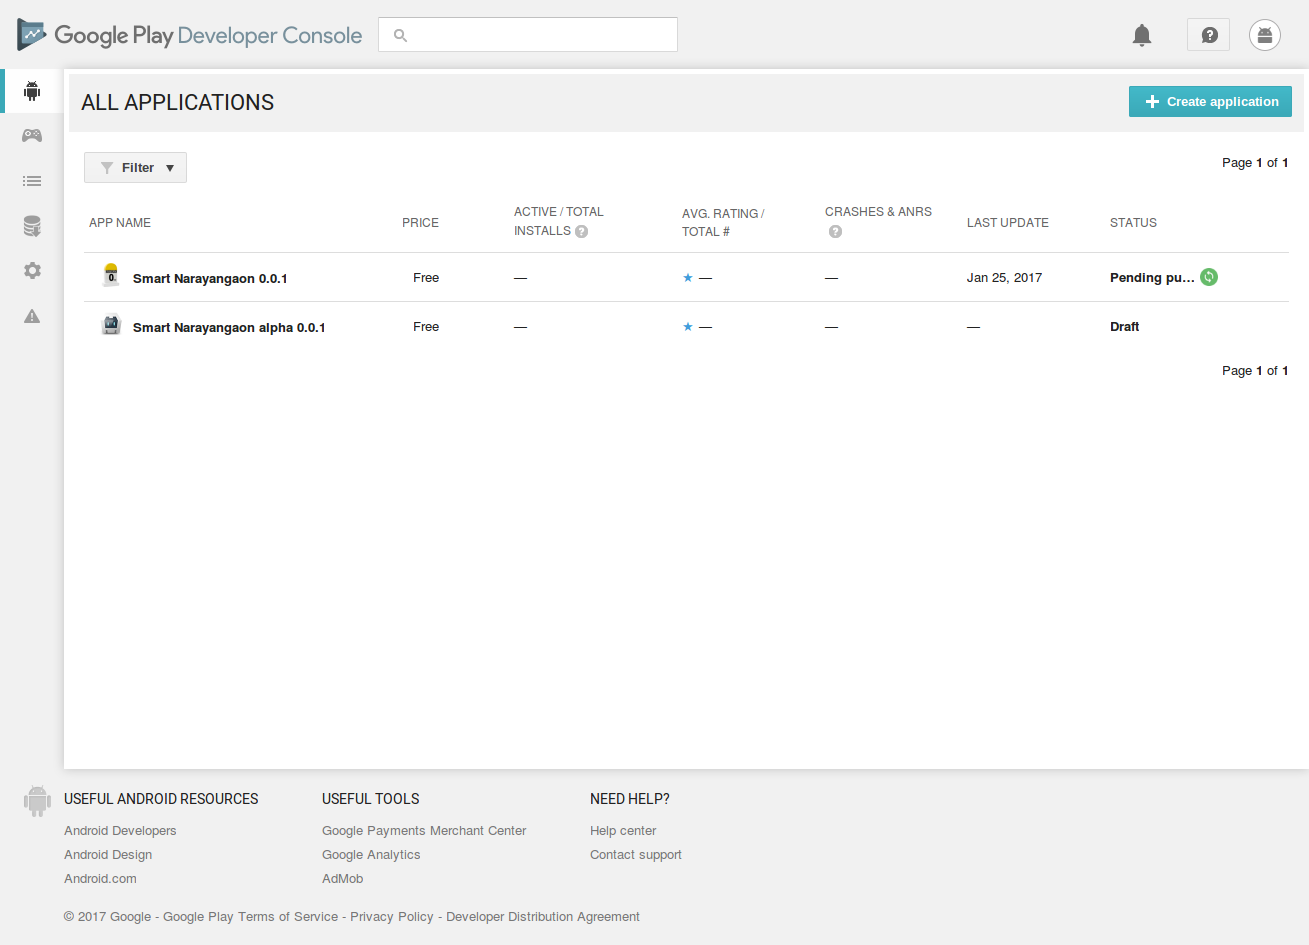 Google Play Developer Console
ALL APPLICATIONS
Create application
Filter
Page 1 of 1
APP NAME PRICE ACTIVE / TOTAL INSTALLS AVG. RATING / TOTAL # CRASHES & ANRS LAST UPDATE STATUS
Smart Narayangaon 0.0.1 Free — — — Jan 25, 2017 Pending pu…
Smart Narayangaon alpha 0.0.1 Free — — — — Draft
Page 1 of 1
USEFUL ANDROID RESOURCES
Android Developers
Android Design
Android.com
USEFUL TOOLS
Google Payments Merchant Center
Google Analytics
AdMob
NEED HELP?
Help center
Contact support
© 2017 Google - Google Play Terms of Service - Privacy Policy - Developer Distribution Agreement